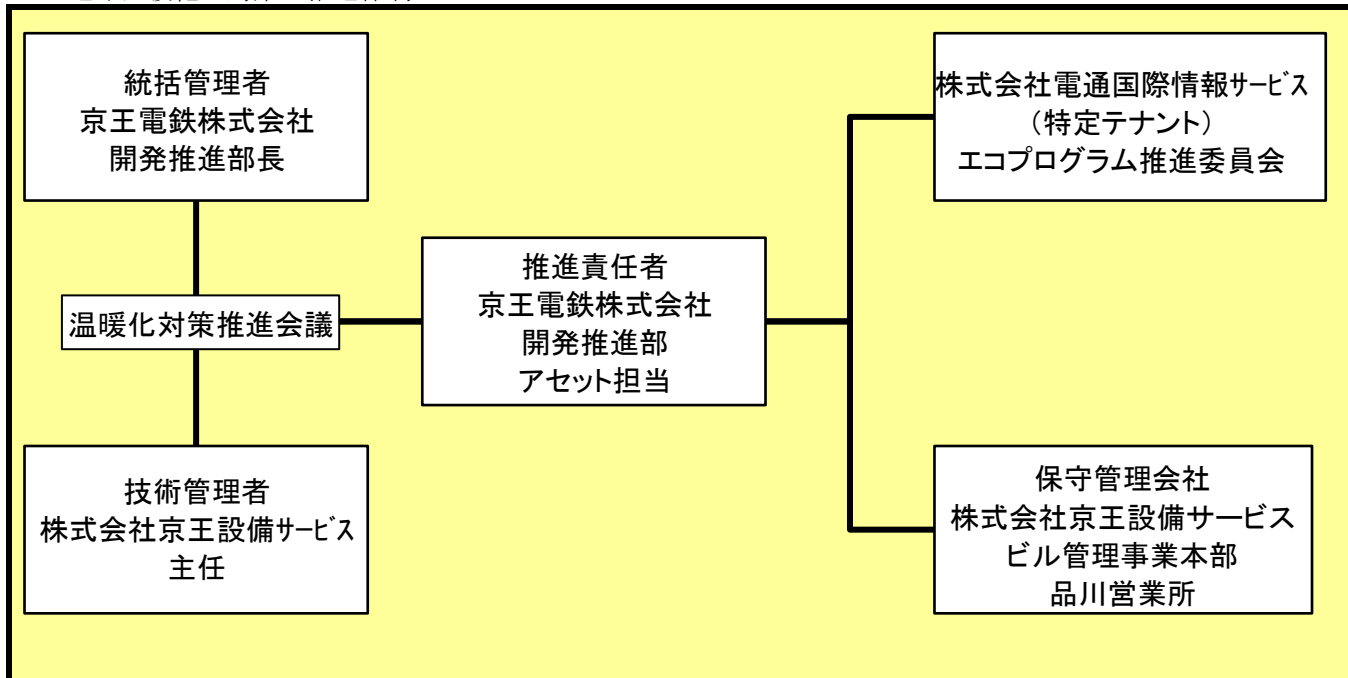 統括管理者
京王電鉄株式会社
開発推進部長
温暖化対策推進会議
技術管理者
株式会社京王設備ｻｰﾋﾞｽ
主任
推進責任者
京王電鉄株式会社
開発推進部
アセット担当
株式会社電通国際情報ｻｰﾋﾞｽ
（特定テナント）
エコプログラム推進委員会
保守管理会社
株式会社京王設備サービス
ビル管理事業本部
品川営業所